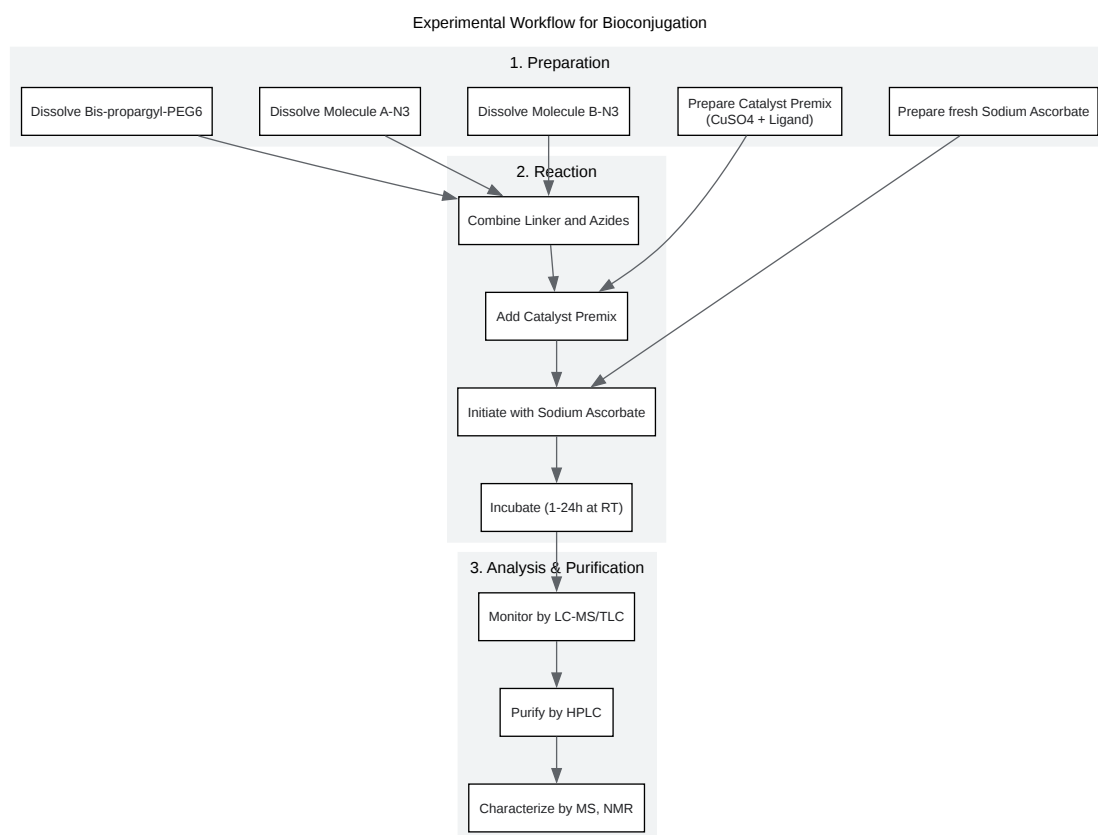 Experimental Workflow for Bioconjugation
1. Preparation
Dissolve Bis-propargyl-PEG6
Dissolve Molecule A-N3
Dissolve Molecule B-N3
Prepare Catalyst Premix
(CuSO4 + Ligand)
Prepare fresh Sodium Ascorbate
2. Reaction
Combine Linker and Azides
Add Catalyst Premix
Initiate with Sodium Ascorbate
Incubate (1-24h at RT)
3. Analysis & Purification
Monitor by LC-MS/TLC
Purify by HPLC
Characterize by MS, NMR